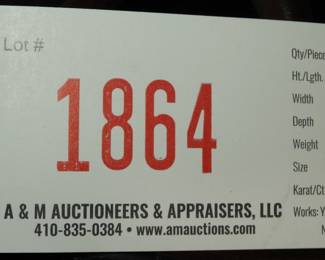 Lot #
1864
A & M AUCTIONEERS & APPRAISERS, LLC
410-835-0384 • www.amauctions.com
Qty/Piece
Ht./Lgth.
Width
Depth
Weight
Size
Karat/Ct
Works: Y
N